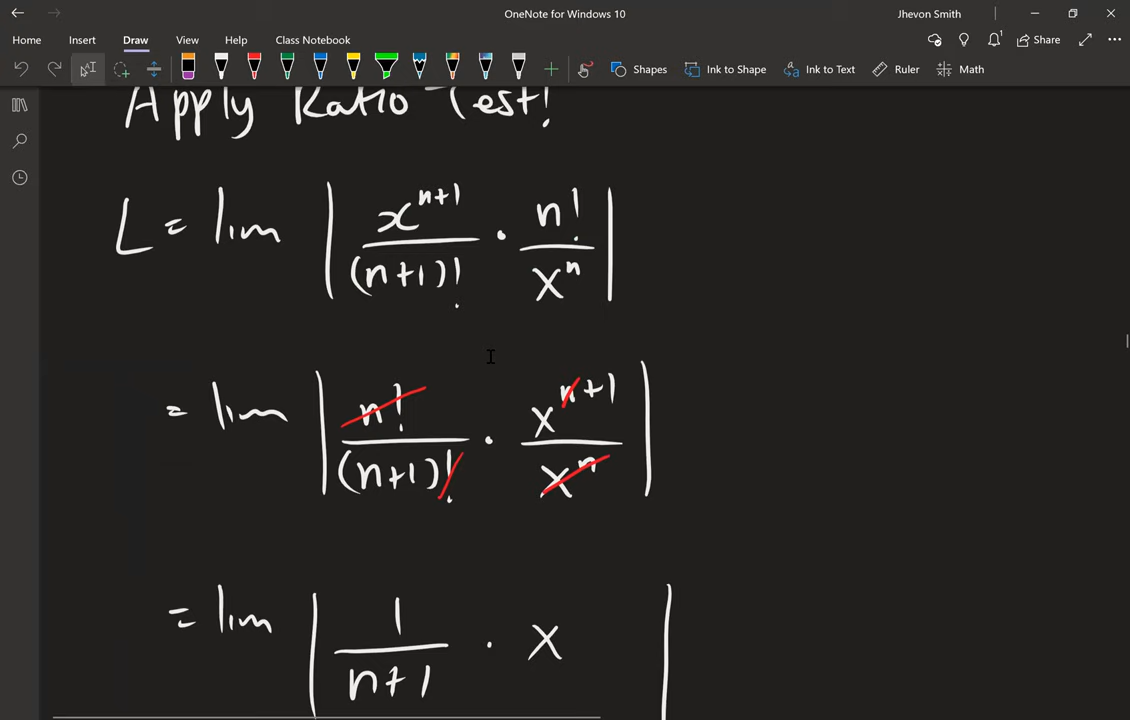 OneNote for Windows 10
Jhevon Smith
Home Insert Draw View Help Class Notebook
1 Share
Shapes Ink to Shape Ink to Text Ruler Math
Apply Ratio Test!
L = lim | x^{n+1} / (n+1)! · n! / x^n |
= lim | n! / (n+1)! · x^{n+1} / x^n |
= lim | 1 / n+1 · x |